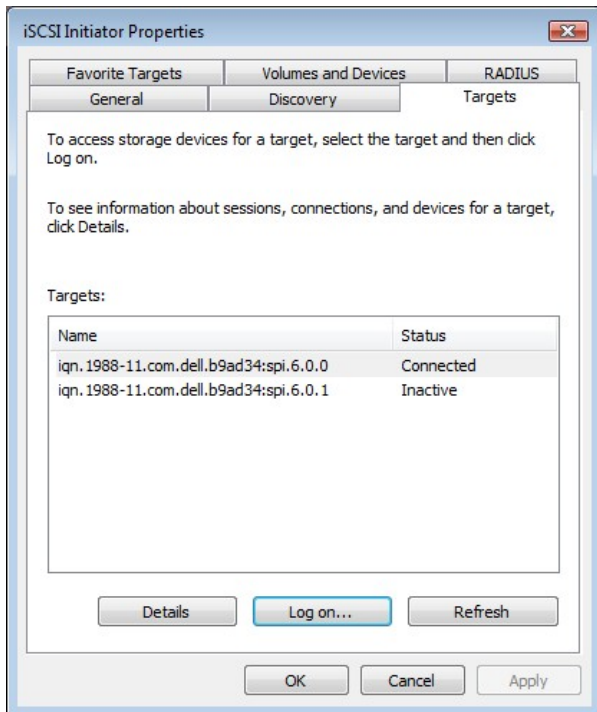 iSCSI Initiator Properties
Favorite Targets Volumes and Devices RADIUS
General Discovery Targets
To access storage devices for a target, select the target and then click
Log on.
To see information about sessions, connections, and devices for a target,
click Details.
Targets:
Name Status
iqn.1988-11.com.dell.b9ad34:spi.6.0.0 Connected
iqn.1988-11.com.dell.b9ad34:spi.6.0.1 Inactive
Details Log on... Refresh
OK Cancel Apply